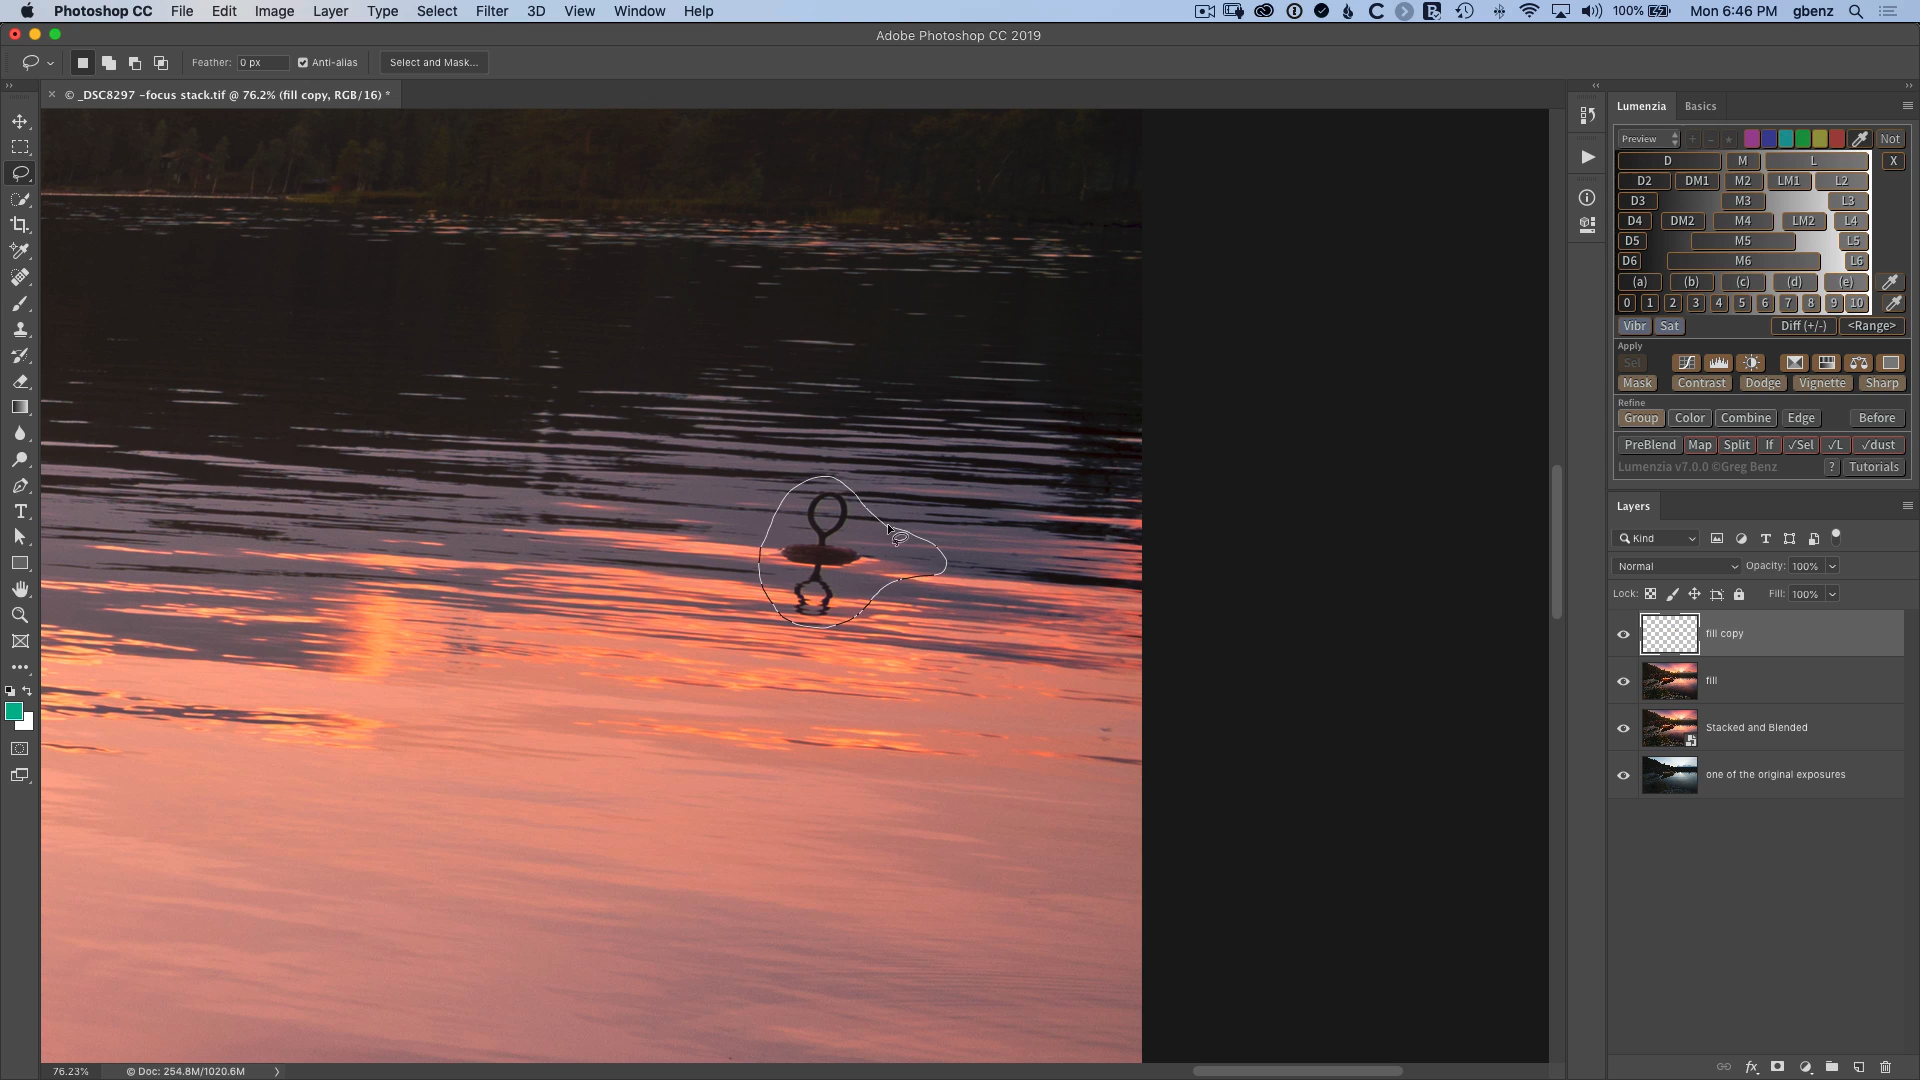 Photoshop CC File Edit Image Layer Type Select Filter 3D View Window Help 100% Mon 6:46 PM gbenz
Adobe Photoshop CC 2019
Feather: 0 px Anti-alias Select and Mask...
© _DSC8297 -focus stack.tif @ 76.2% (fill copy, RGB/16) *
Lumenzia Basics
Preview + - Not
D M L X
D2 DM1 M2 LM1 L2
D3 M3 L3
D4 DM2 M4 LM2 L4
D5 M5 L5
D6 M6 L6
(a) (b) (c) (d) (e)
0 1 2 3 4 5 6 7 8 9 10
Vibr Sat Diff (+/-) <Range>
Apply
Sel
Mask Contrast Dodge Vignette Sharp
Refine
Group Color Combine Edge Before
PreBlend Map Split If ✓Sel ✓L ✓dust
Lumenzia v7.0.0 ©Greg Benz ? Tutorials
Layers
Kind
Normal Opacity: 100%
Lock: Fill: 100%
fill copy
fill
Stacked and Blended
one of the original exposures
76.23% © Doc: 254.8M/1020.6M